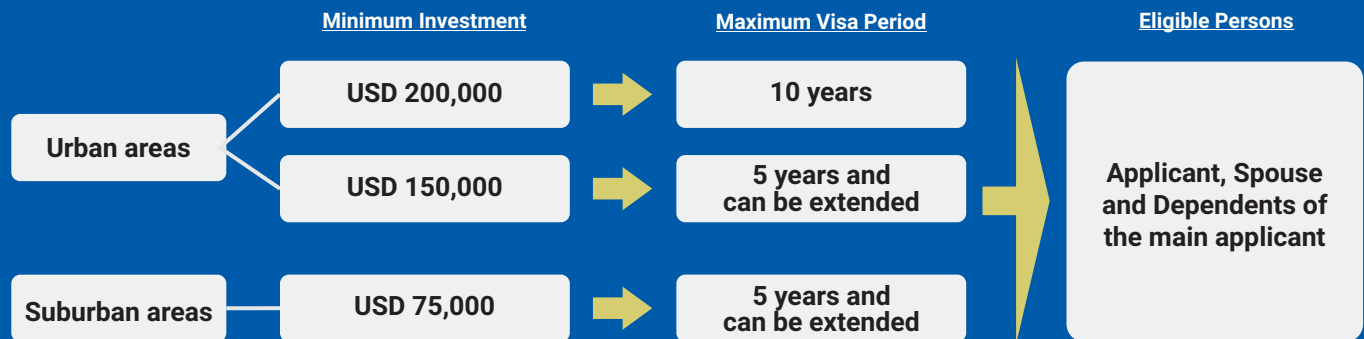 Minimum Investment
Maximum Visa Period
Eligible Persons
Urban areas
USD 200,000
10 years
USD 150,000
5 years and
can be extended
Suburban areas
USD 75,000
5 years and
can be extended
Applicant, Spouse
and Dependents of
the main applicant